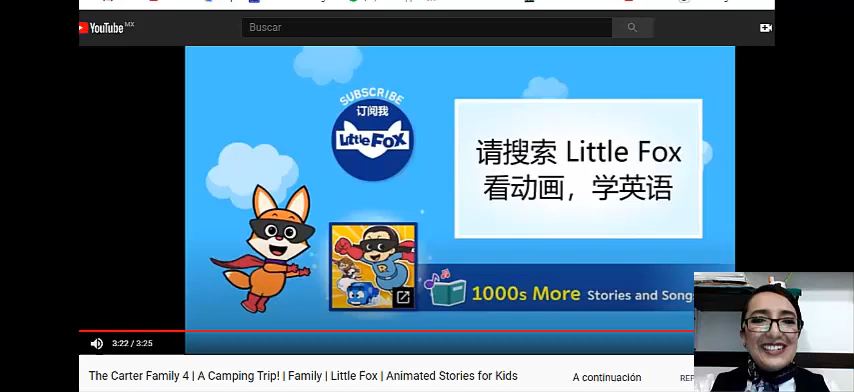 YouTube MX
Buscar
SUBSCRIBE
订阅我
Little Fox
请搜索 Little Fox
看动画，学英语
1000s More Stories and Songs
3:22 / 3:25
The Carter Family 4 | A Camping Trip! | Family | Little Fox | Animated Stories for Kids
A continuación